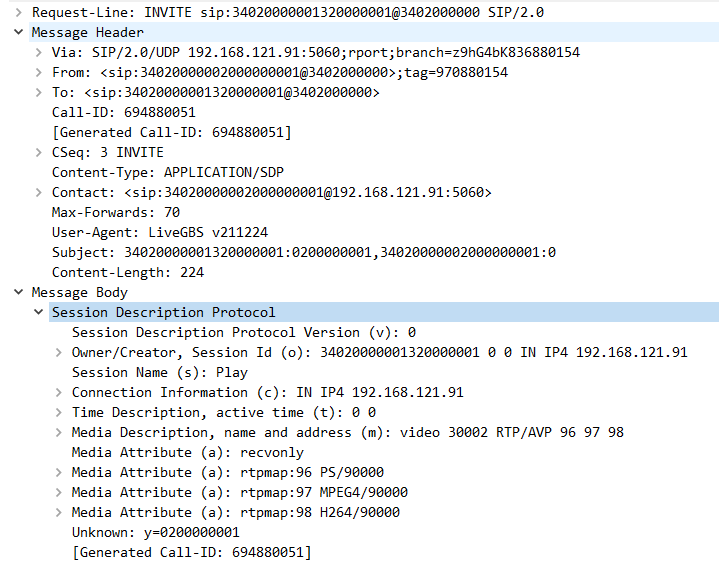 Request-Line: INVITE sip:34020000001320000001@3402000000 SIP/2.0
Message Header
Via: SIP/2.0/UDP 192.168.121.91:5060;rport;branch=z9hG4bK836880154
From: <sip:34020000002000000001@3402000000>;tag=970880154
To: <sip:34020000001320000001@3402000000>
Call-ID: 694880051
[Generated Call-ID: 694880051]
CSeq: 3 INVITE
Content-Type: APPLICATION/SDP
Contact: <sip:34020000002000000001@192.168.121.91:5060>
Max-Forwards: 70
User-Agent: LiveGBS v211224
Subject: 34020000001320000001:0200000001,34020000002000000001:0
Content-Length: 224
Message Body
Session Description Protocol
Session Description Protocol Version (v): 0
Owner/Creator, Session Id (o): 34020000001320000001 0 0 IN IP4 192.168.121.91
Session Name (s): Play
Connection Information (c): IN IP4 192.168.121.91
Time Description, active time (t): 0 0
Media Description, name and address (m): video 30002 RTP/AVP 96 97 98
Media Attribute (a): recvonly
Media Attribute (a): rtpmap:96 PS/90000
Media Attribute (a): rtpmap:97 MPEG4/90000
Media Attribute (a): rtpmap:98 H264/90000
Unknown: y=0200000001
[Generated Call-ID: 694880051]